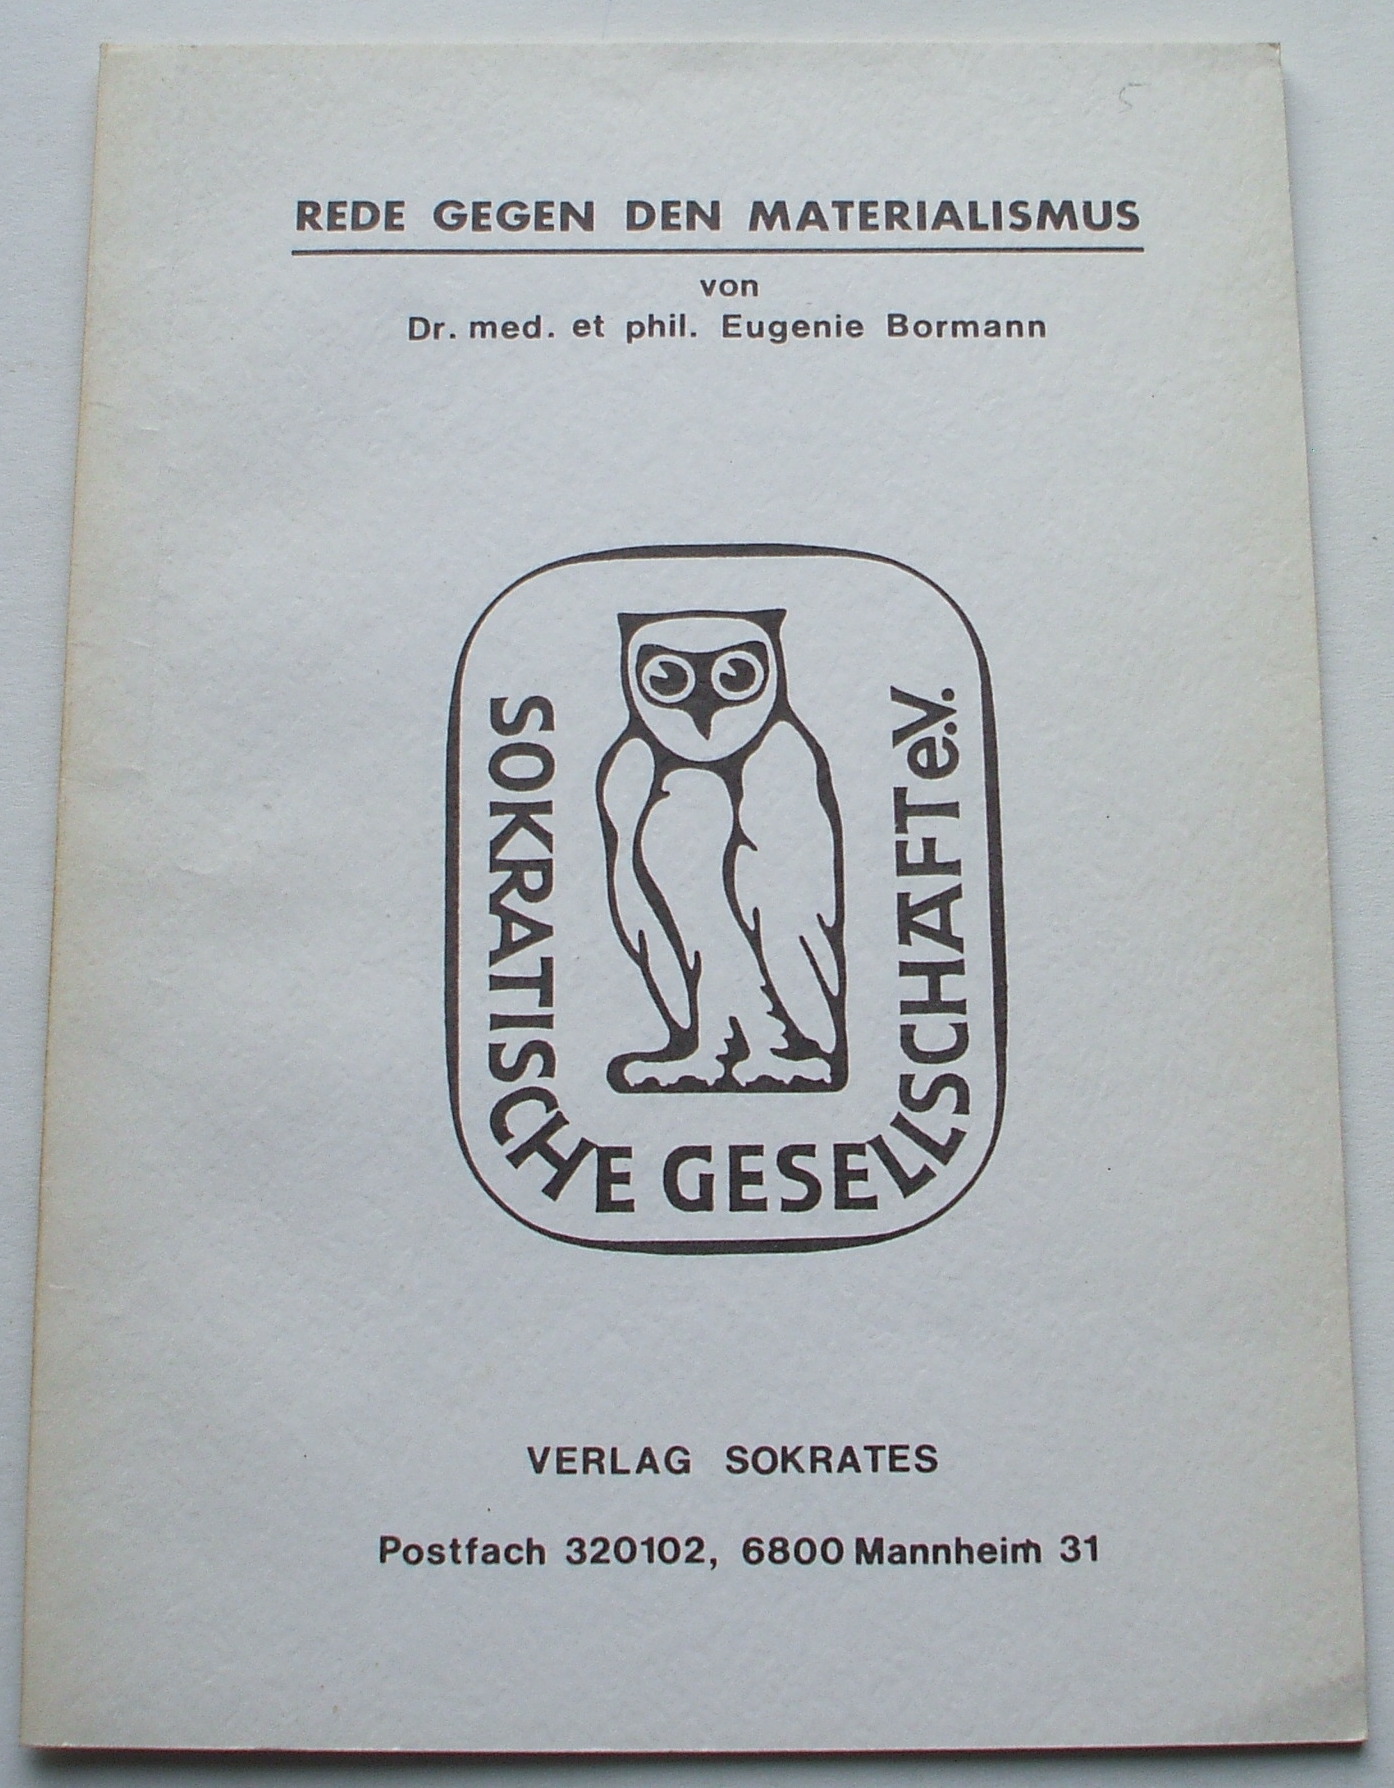 5
REDE GEGEN DEN MATERIALISMUS
von
Dr. med. et phil. Eugenie Bormann
SOKRATISCHE GESELLSCHAFT e.V.
VERLAG SOKRATES
Postfach 320102, 6800 Mannheim 31